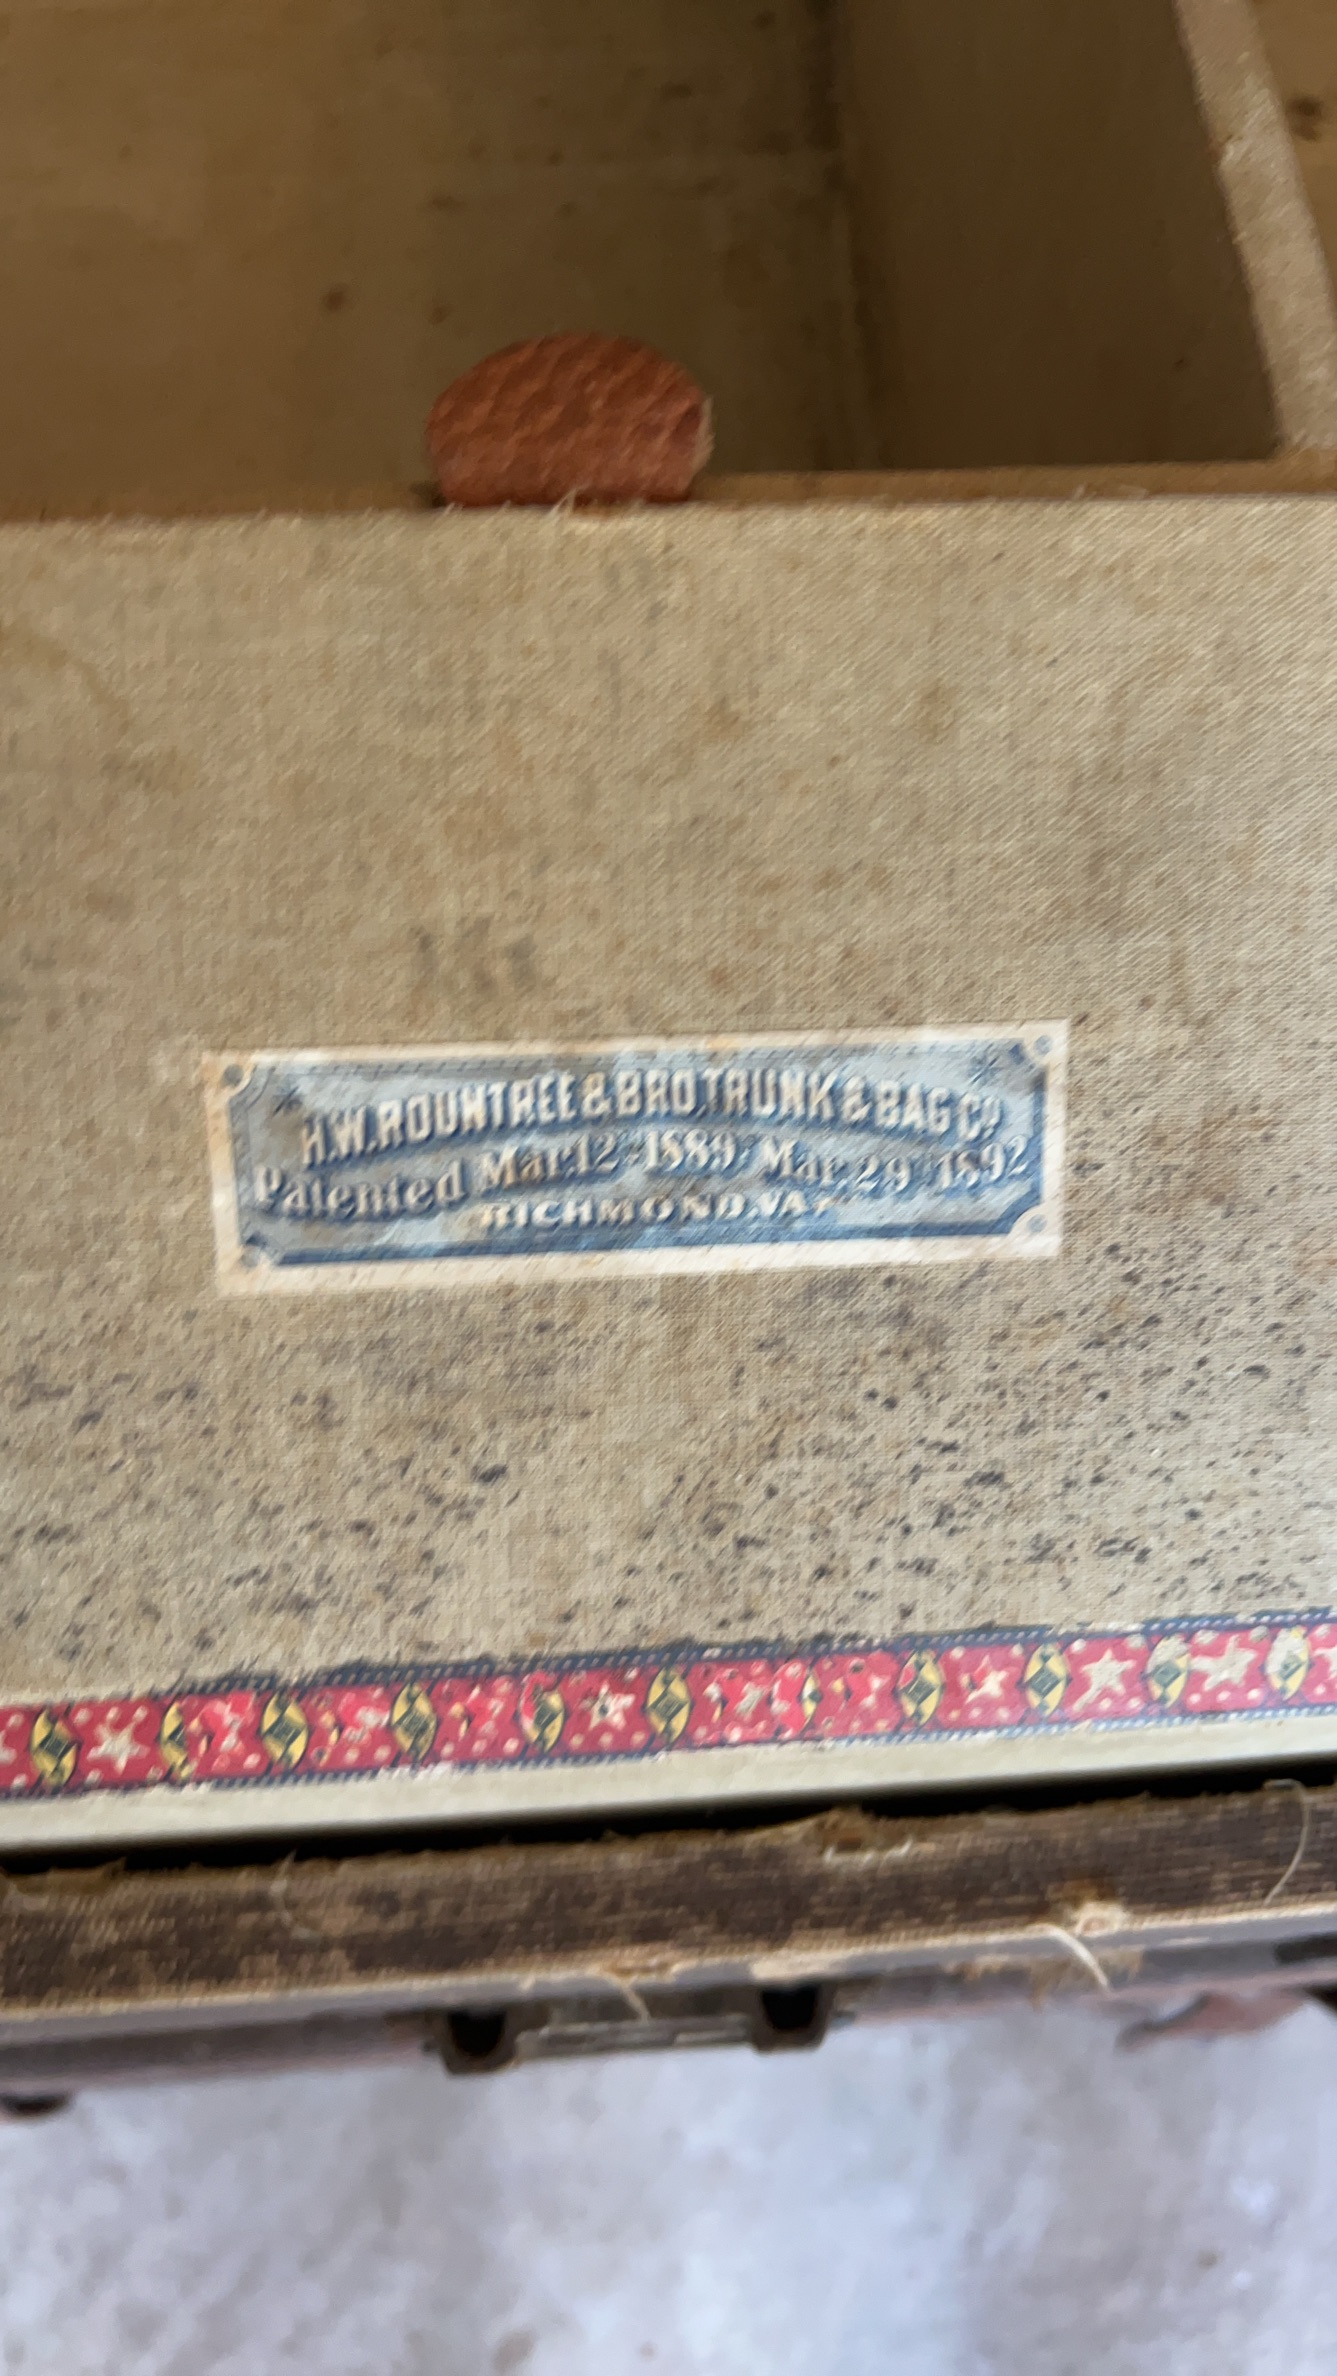 H.W. ROUNTREE & BRO. TRUNK & BAG Co.
Patented Mar. 12 - 1889 - Mar. 29 - 1892
RICHMOND, VA.